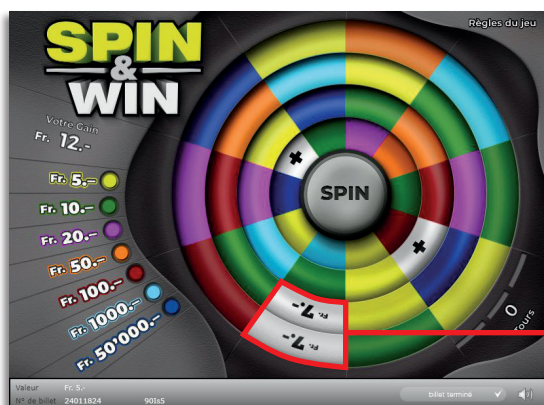 Règles du jeu
SPIN
&
WIN
Votre Gain
Fr. 12.-
Fr. 5.–
Fr. 10.–
Fr. 20.–
Fr. 50.–
Fr. 100.–
Fr. 1000.–
Fr. 50'000.–
+
SPIN
+
Fr. 7.-
Fr. 7.-
0
Tours
Valeur Fr. 5.-
N° de billet 24011824 90Is5
billet terminé